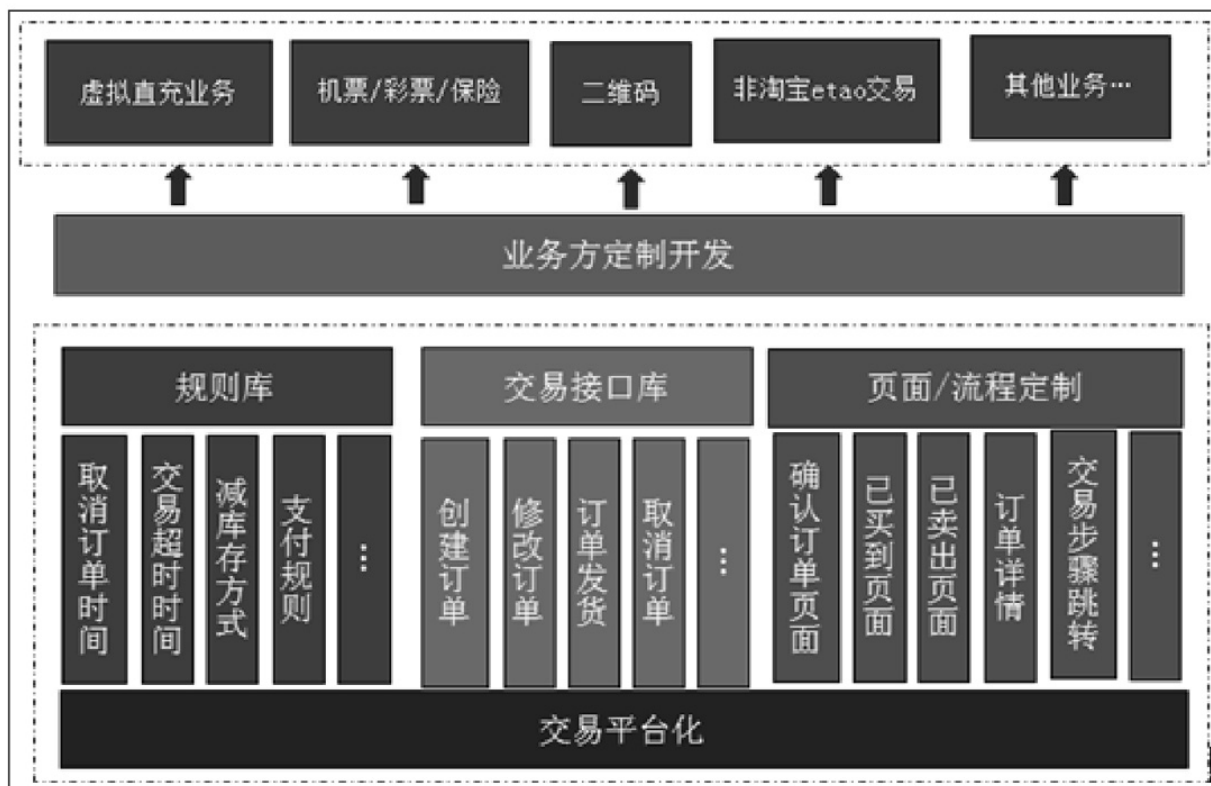 虚拟直充业务
机票/彩票/保险
二维码
非淘宝etao交易
其他业务…
业务方定制开发
规则库
交易接口库
页面/流程定制
取消订单时间
交易超时时间
减库存方式
支付规则
…
创建订单
修改订单
订单发货
取消订单
…
确认订单页面
已买到页面
已卖出页面
订单详情
交易步骤跳转
…
交易平台化